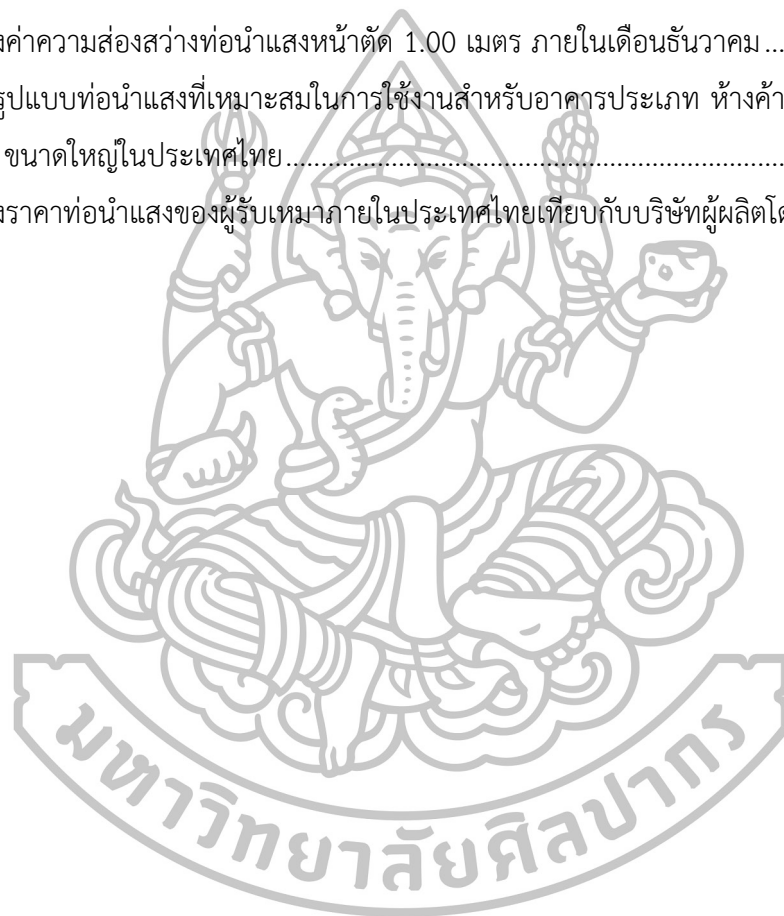 งค่าความส่องสว่างท่อนำแสงหน้าตัด 1.00 เมตร ภายในเดือนธันวาคม ...
รูปแบบท่อนำแสงที่เหมาะสมในการใช้งานสำหรับอาคารประเภท ห้างค้า
ขนาดใหญ่ในประเทศไทย....................................................................................
งราคาท่อนำแสงของผู้รับเหมาภายในประเทศไทยเทียบกับบริษัทผู้ผลิตโด
มหาวิทยาลัยศิลปากร